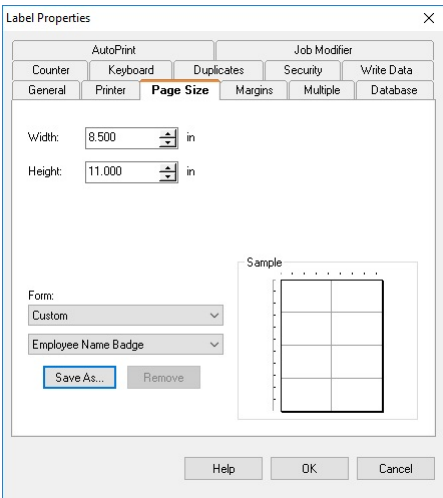 Label Properties
AutoPrint Job Modifier
Counter Keyboard Duplicates Security Write Data
General Printer Page Size Margins Multiple Database
Width: 8.500 in
Height: 11.000 in
Sample
Form:
Custom
Employee Name Badge
Save As... Remove
Help OK Cancel